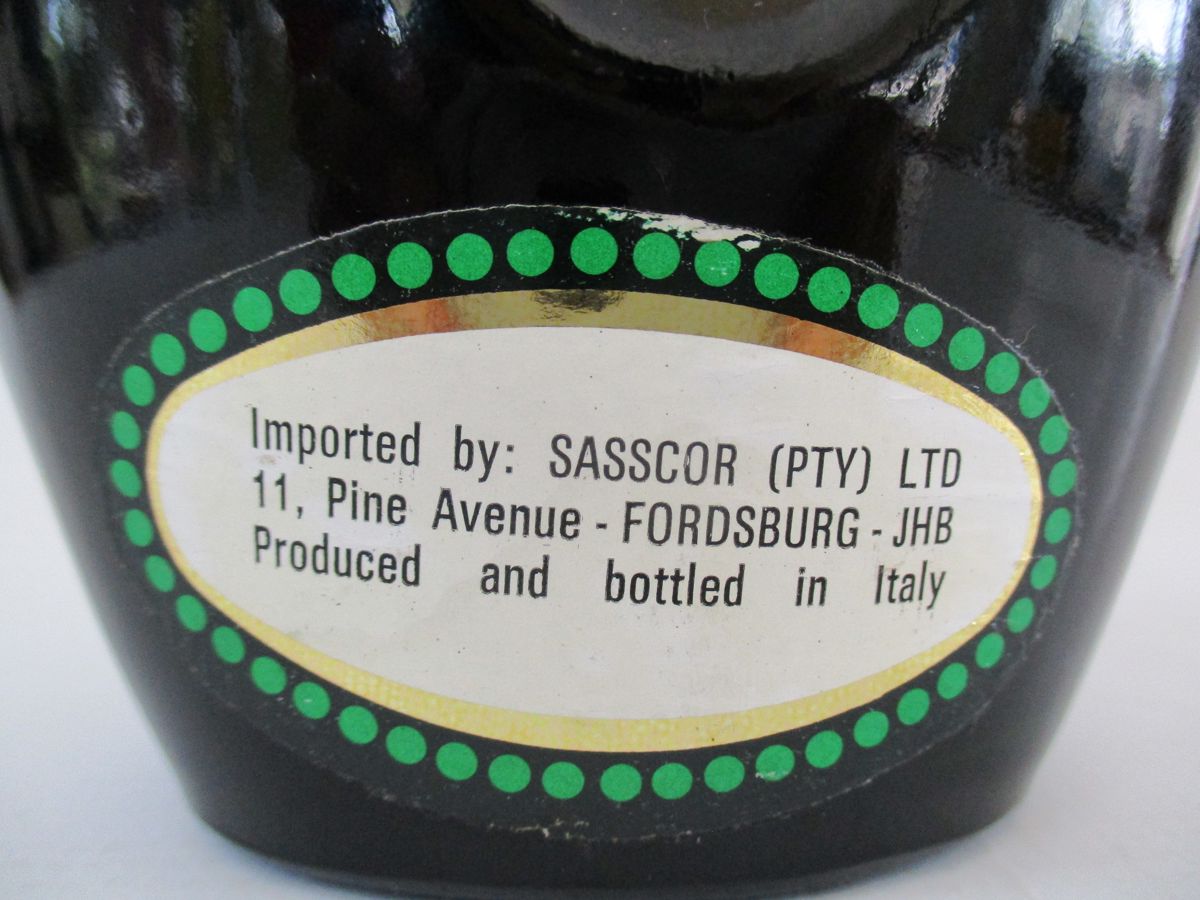 Imported by: SASSCOR (PTY) LTD
11, Pine Avenue - FORDSBURG - JHB
Produced and bottled in Italy